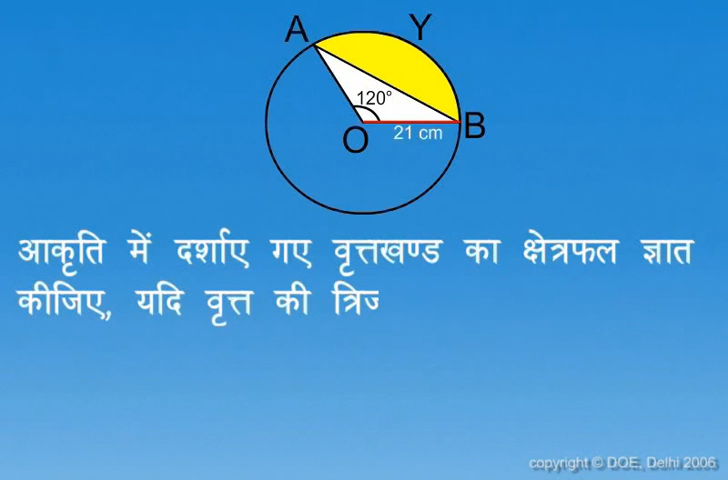 A
Y
120°
B
O
21 cm
आकृति में दर्शाए गए वृत्तखण्ड का क्षेत्रफल ज्ञात
कीजिए, यदि वृत्त की
copyright © DOE, Delhi 2006